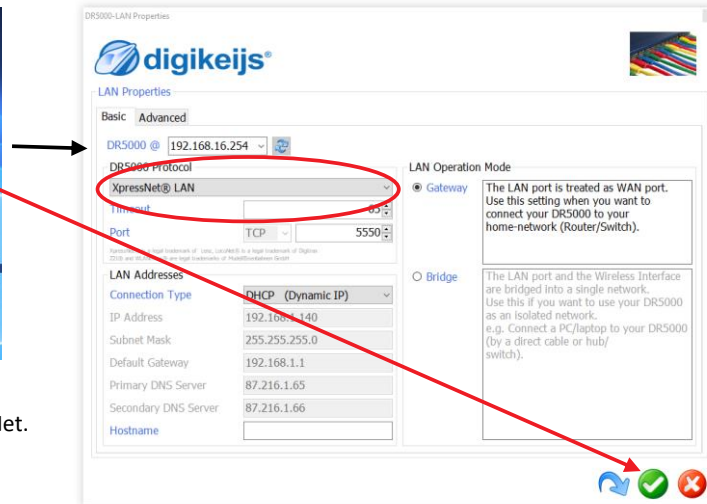 DR5000-LAN Properties
digikeijs®
LAN Properties
Basic Advanced
DR5000 @ 192.168.16.254
DR5000 Protocol
XpressNet® LAN
Timeout
Port TCP 5550
LAN Addresses
Connection Type DHCP (Dynamic IP)
IP Address 192.168.1.140
Subnet Mask 255.255.255.0
Default Gateway 192.168.1.1
Primary DNS Server 87.216.1.65
Secondary DNS Server 87.216.1.66
Hostname
LAN Operation Mode
Gateway
The LAN port is treated as WAN port.
Use this setting when you want to
connect your DR5000 to your
home-network (Router/Switch).
Bridge
The LAN port and the Wireless Interface
are bridged into a single network.
Use this if you want to use your DR5000
as an isolated network.
e.g. Connect a PC/laptop to your DR5000
(by a direct cable or hub/
switch).